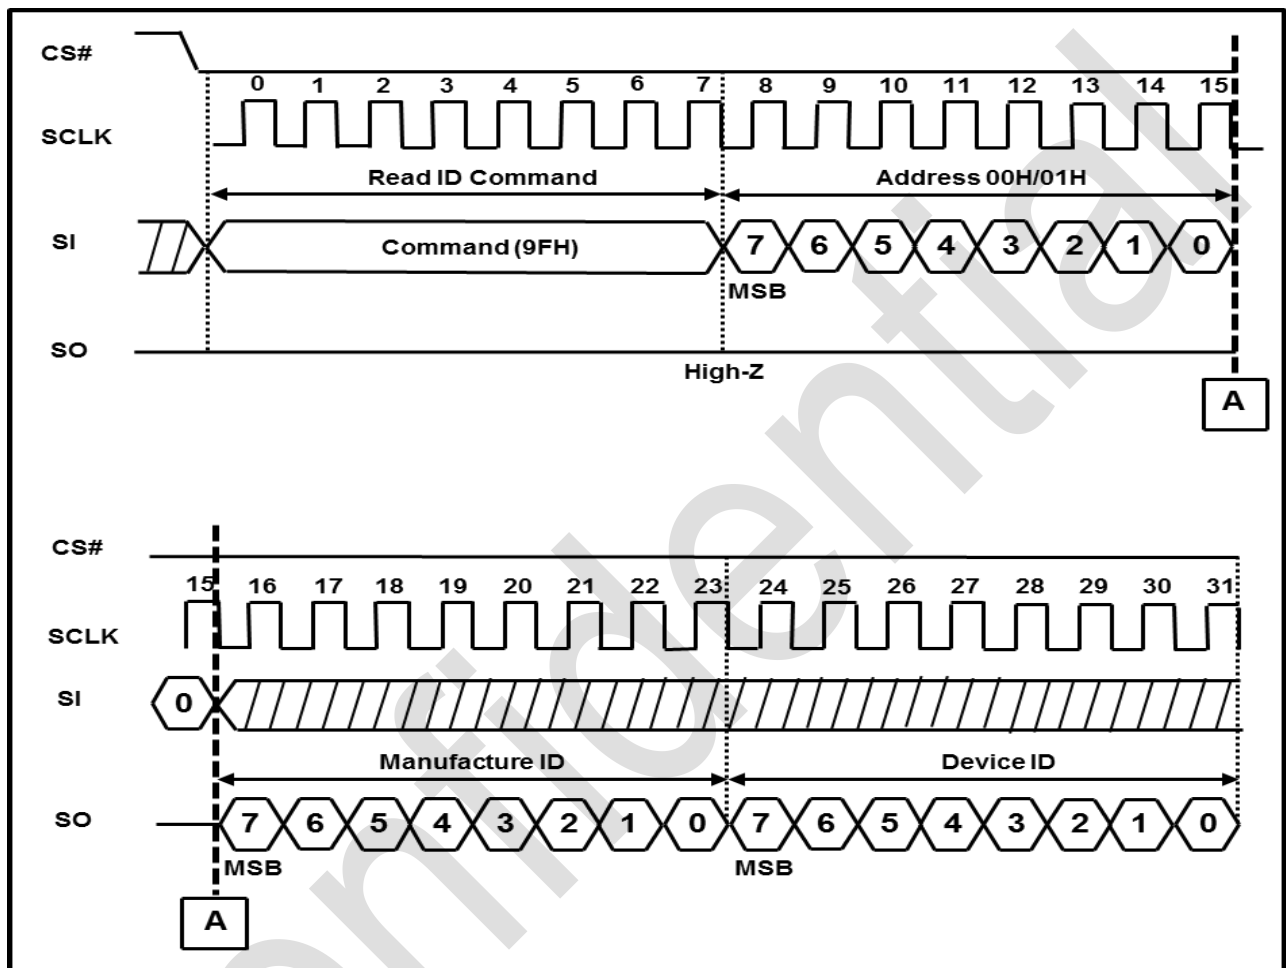 CS#
0 1 2 3 4 5 6 7 8 9 10 11 12 13 14 15
SCLK
Read ID Command Address 00H/01H
SI Command (9FH) 7 6 5 4 3 2 1 0
MSB
SO
High-Z
A
CS#
15 16 17 18 19 20 21 22 23 24 25 26 27 28 29 30 31
SCLK
SI 0
Manufacture ID Device ID
SO 7 6 5 4 3 2 1 0 7 6 5 4 3 2 1 0
MSB MSB
A
onfidential